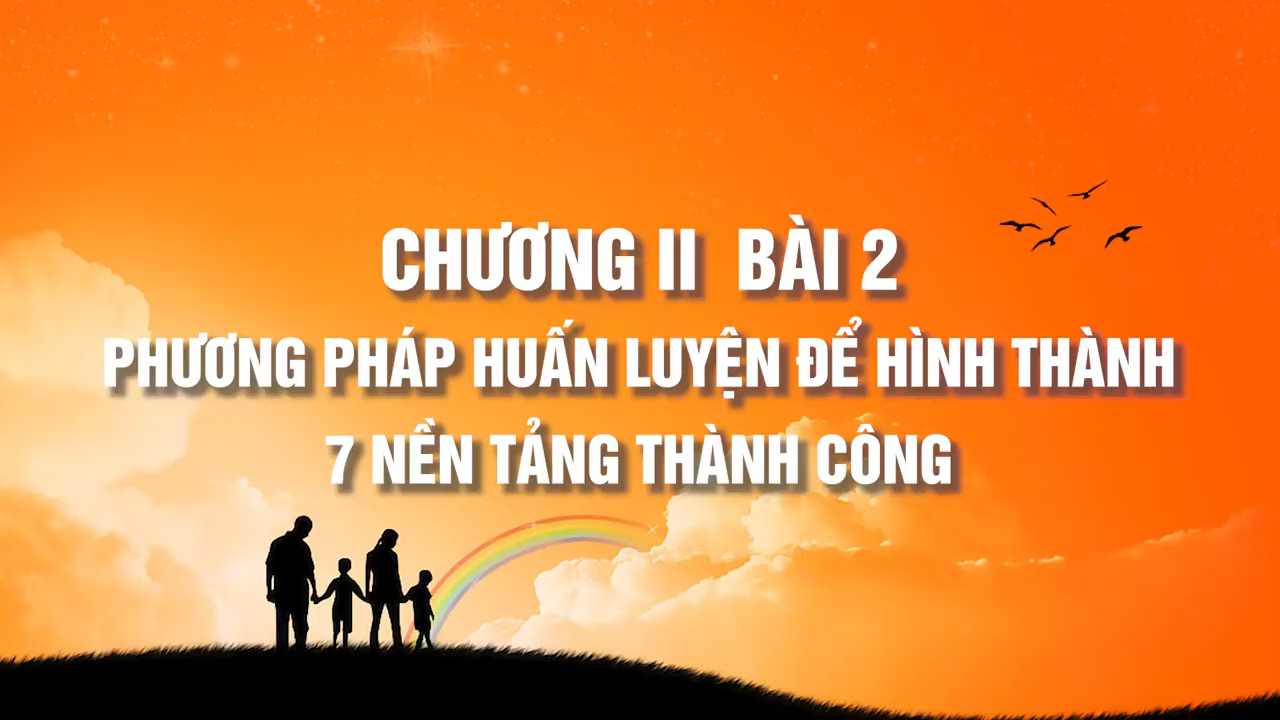 CHƯƠNG II BÀI 2
PHƯƠNG PHÁP HUẤN LUYỆN ĐỂ HÌNH THÀNH
7 NỀN TẢNG THÀNH CÔNG